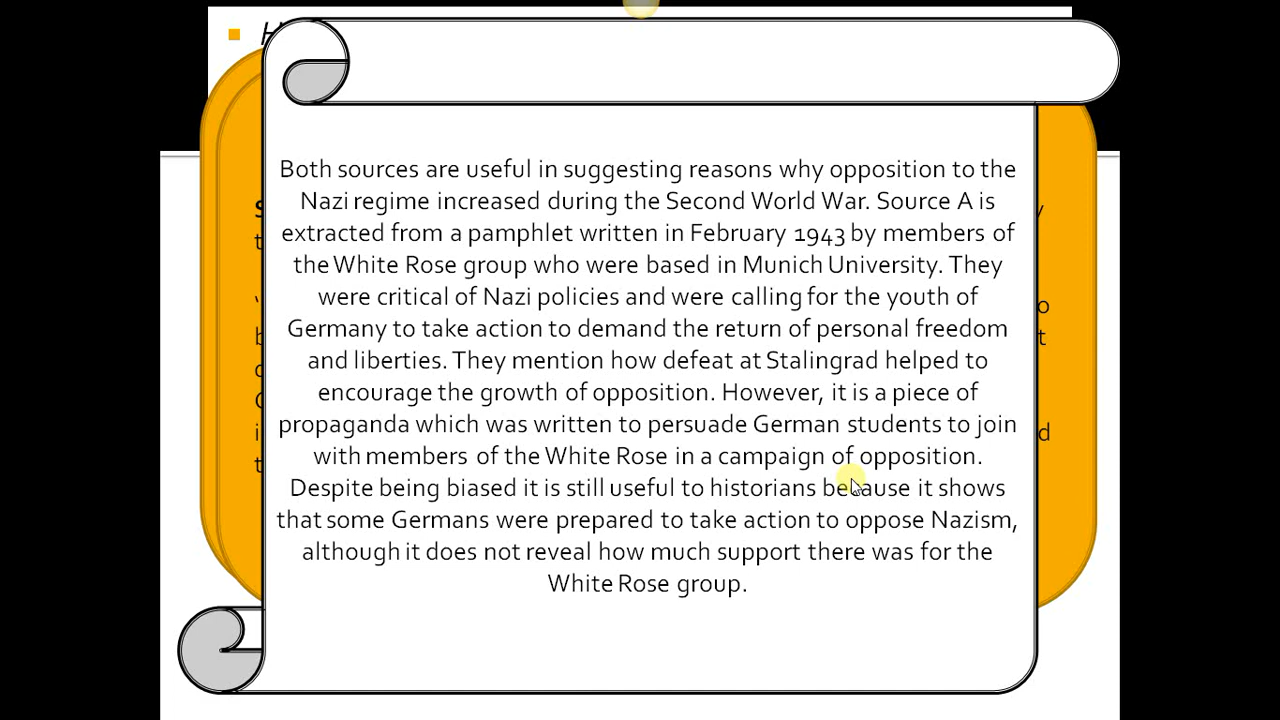 Both sources are useful in suggesting reasons why opposition to the
Nazi regime increased during the Second World War. Source A is
extracted from a pamphlet written in February 1943 by members of
the White Rose group who were based in Munich University. They
were critical of Nazi policies and were calling for the youth of
Germany to take action to demand the return of personal freedom
and liberties. They mention how defeat at Stalingrad helped to
encourage the growth of opposition. However, it is a piece of
propaganda which was written to persuade German students to join
with members of the White Rose in a campaign of opposition.
Despite being biased it is still useful to historians because it shows
that some Germans were prepared to take action to oppose Nazism,
although it does not reveal how much support there was for the
White Rose group.